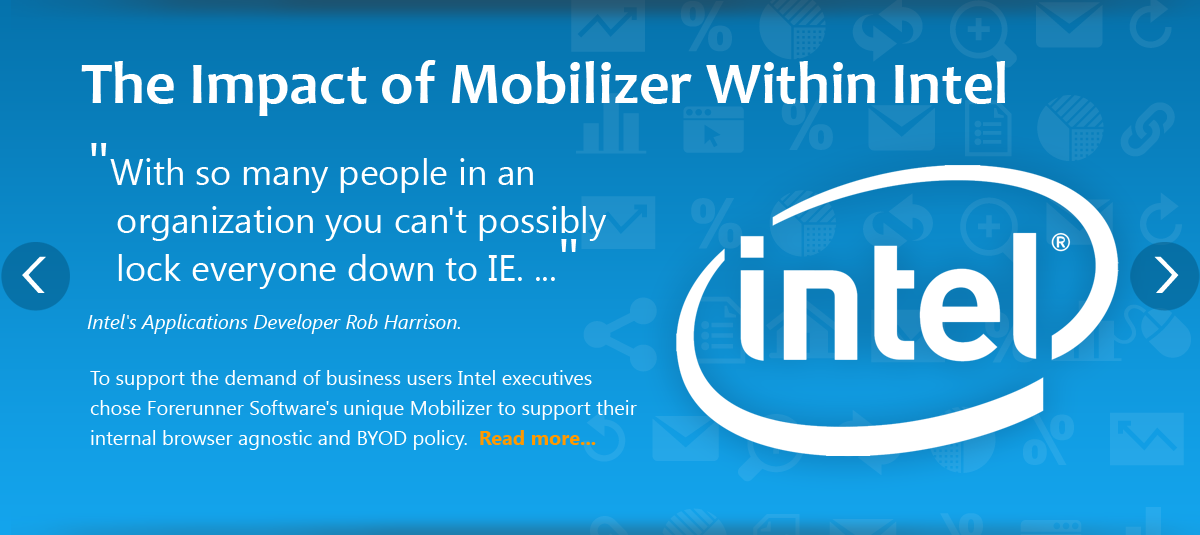 The Impact of Mobilizer Within Intel
"With so many people in an
organization you can't possibly
lock everyone down to IE. ..."
Intel's Applications Developer Rob Harrison.
To support the demand of business users Intel executives
chose Forerunner Software's unique Mobilizer to support their
internal browser agnostic and BYOD policy. Read more...
intel®